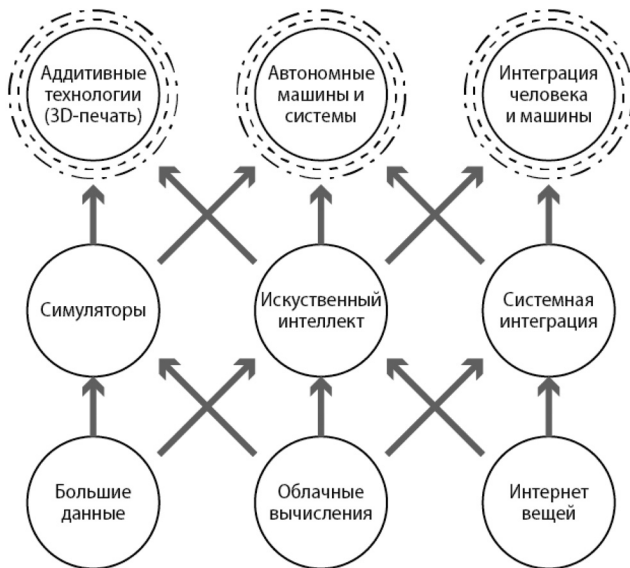 Аддитивные
технологии
(3D-печать)
Автономные
машины и
системы
Интеграция
человека
и машины
Симуляторы
Искуственный
интеллект
Системная
интеграция
Большие
данные
Облачные
вычисления
Интернет
вещей